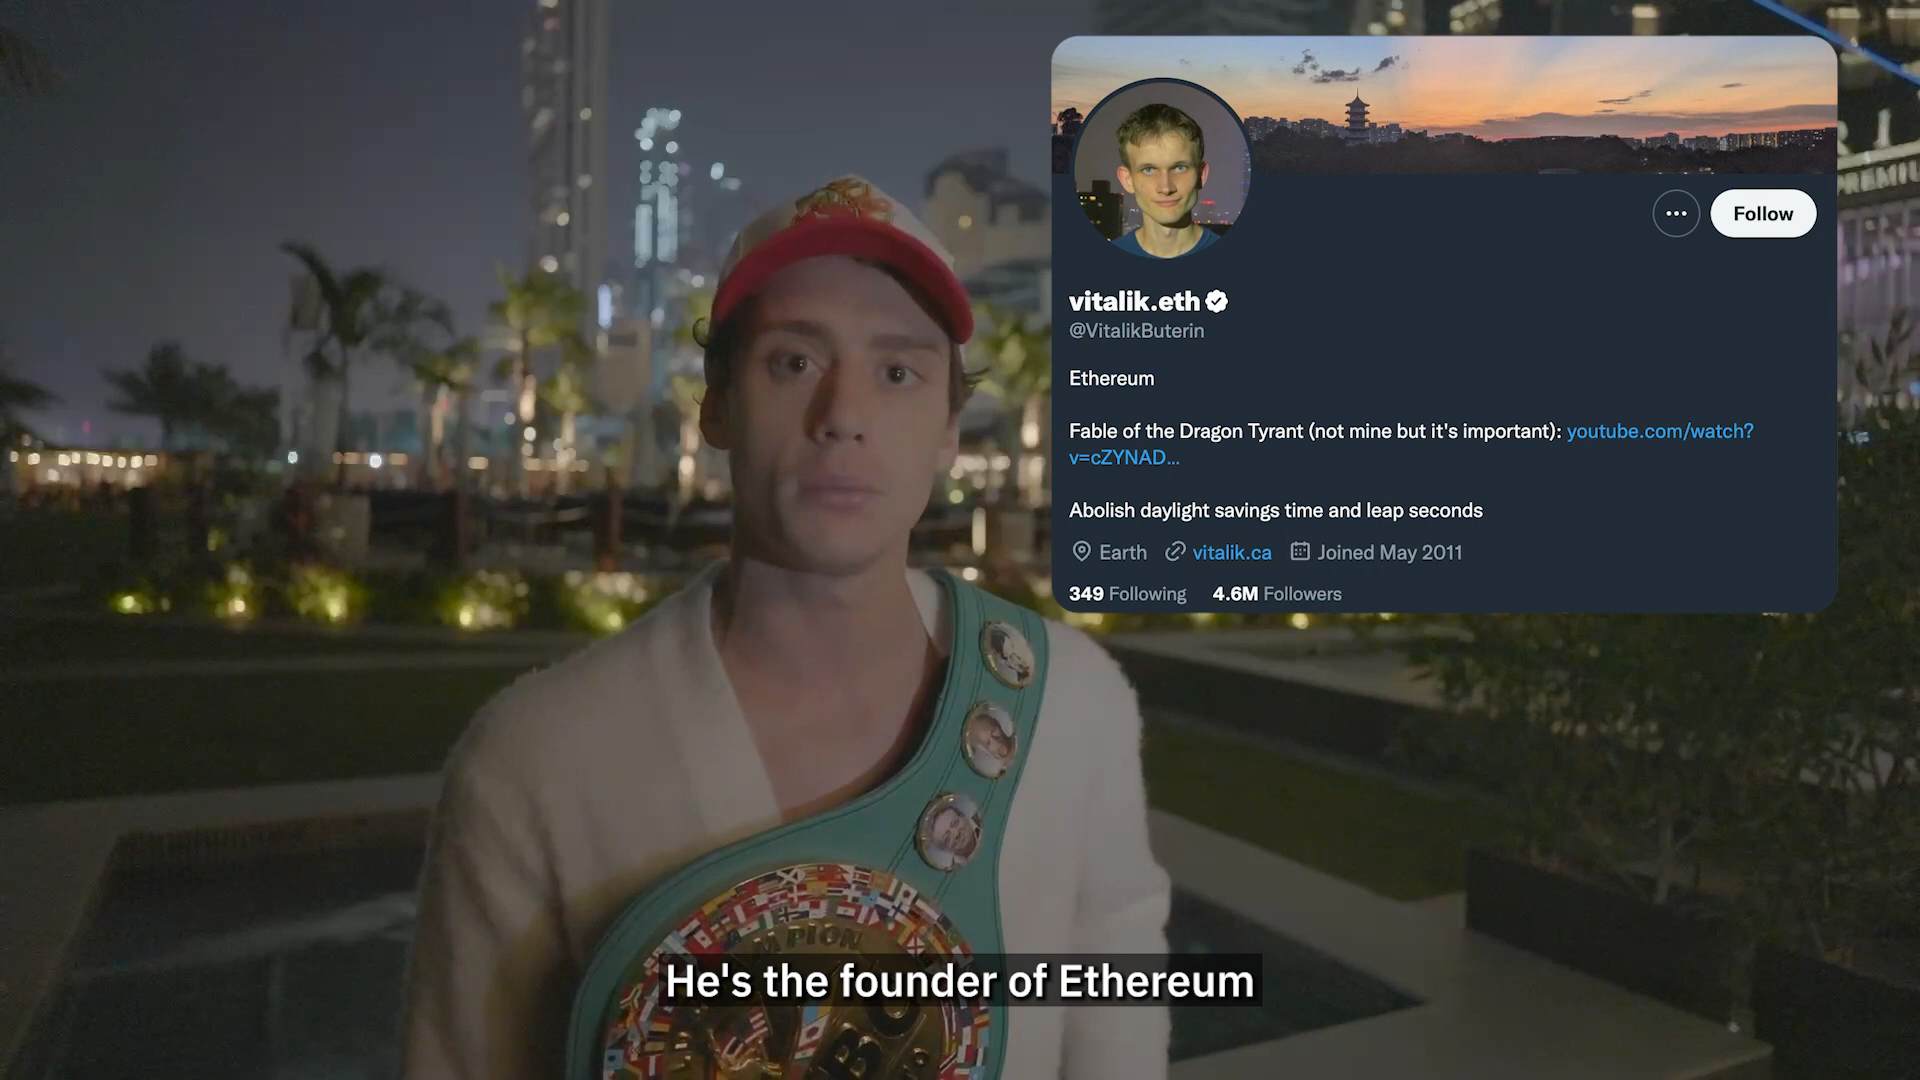 Follow
vitalik.eth
@VitalikButerin
Ethereum
Fable of the Dragon Tyrant (not mine but it's important): youtube.com/watch?
v=cZYNAD...
Abolish daylight savings time and leap seconds
Earth vitalik.ca Joined May 2011
349 Following 4.6M Followers
PREMIU
MPION
He's the founder of Ethereum